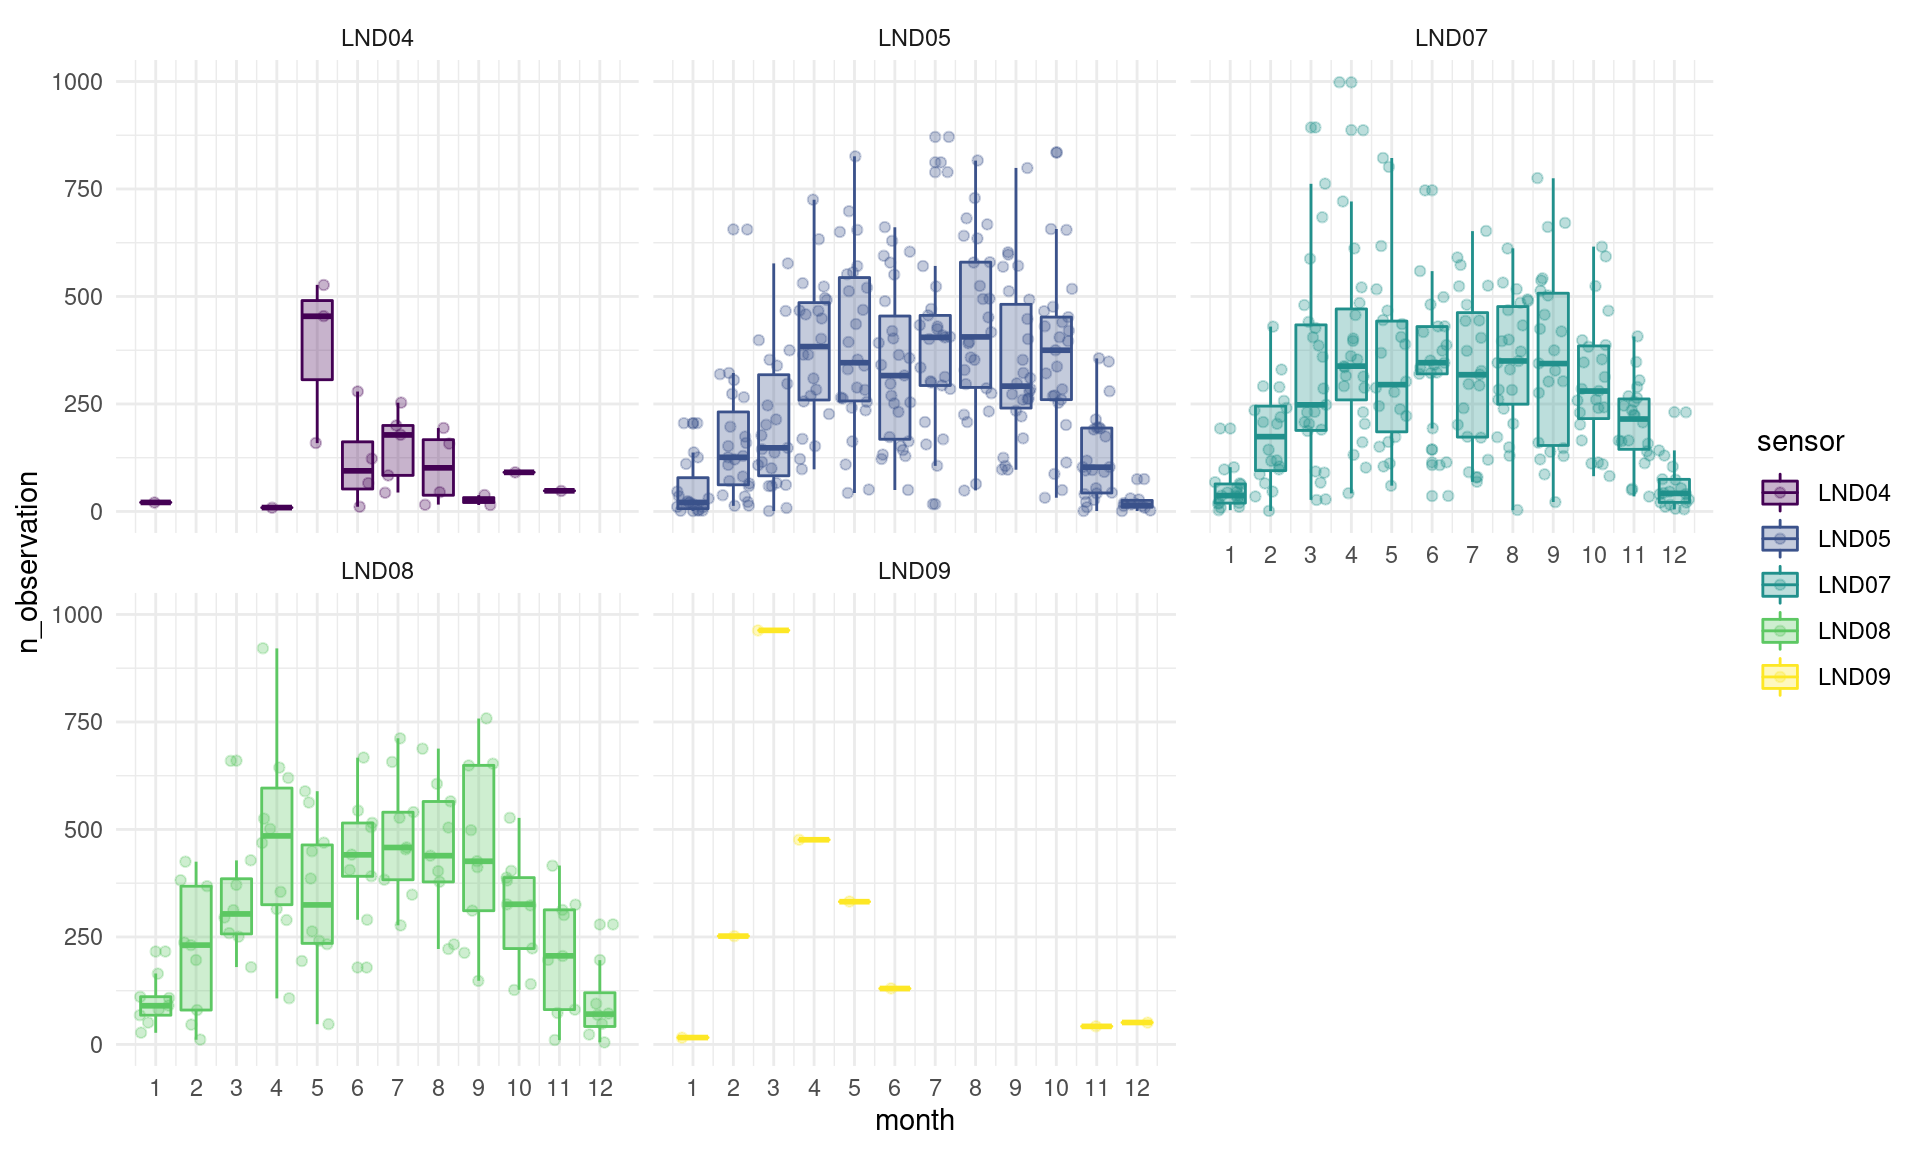 LND04 LND05 LND07
1000
750
500
250
0
1 2 3 4 5 6 7 8 9 10 11 12
LND08 LND09
1000
750
500
250
0
1 2 3 4 5 6 7 8 9 10 11 12 1 2 3 4 5 6 7 8 9 10 11 12
month
n_observation
sensor
LND04
LND05
LND07
LND08
LND09